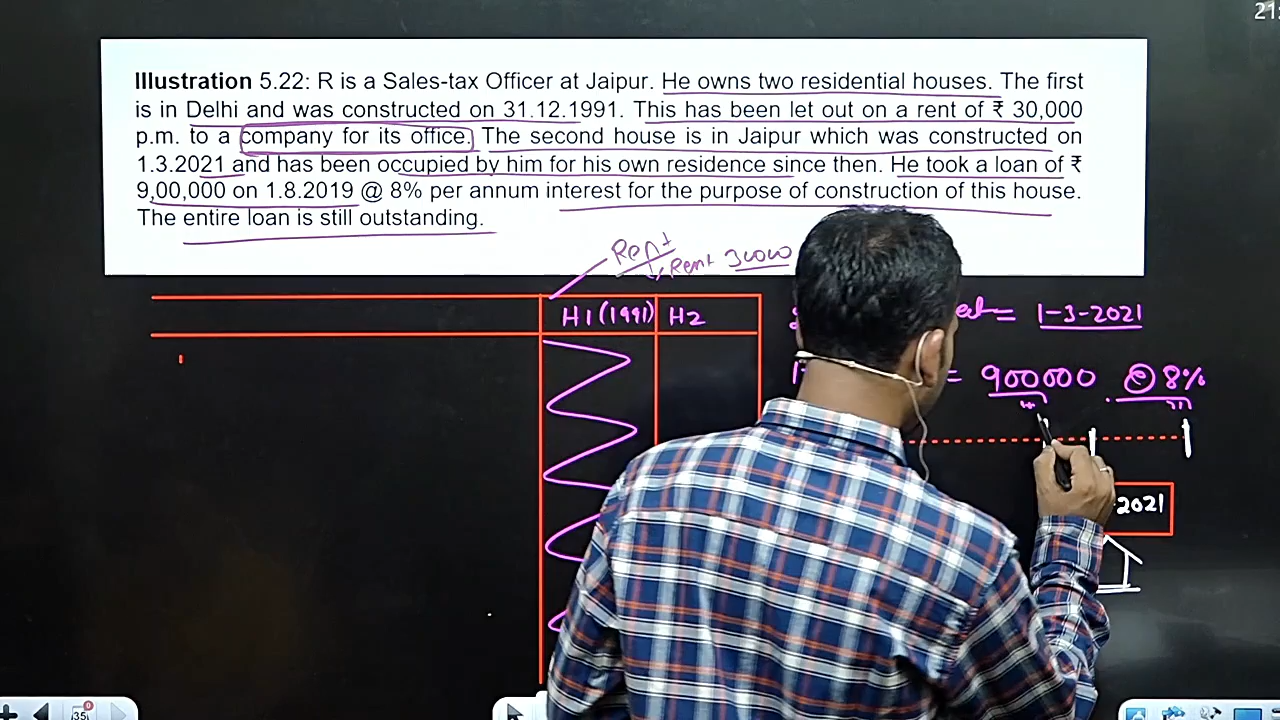 21
Illustration 5.22: R is a Sales-tax Officer at Jaipur. He owns two residential houses. The first
is in Delhi and was constructed on 31.12.1991. This has been let out on a rent of ₹ 30,000
p.m. to a company for its office. The second house is in Jaipur which was constructed on
1.3.2021 and has been occupied by him for his own residence since then. He took a loan of ₹
9,00,000 on 1.8.2019 @ 8% per annum interest for the purpose of construction of this house.
The entire loan is still outstanding.
Rent
Rent 30000
H1 (1991) H2
= 1-3-2021
= 900000 @ 8%
2021
35